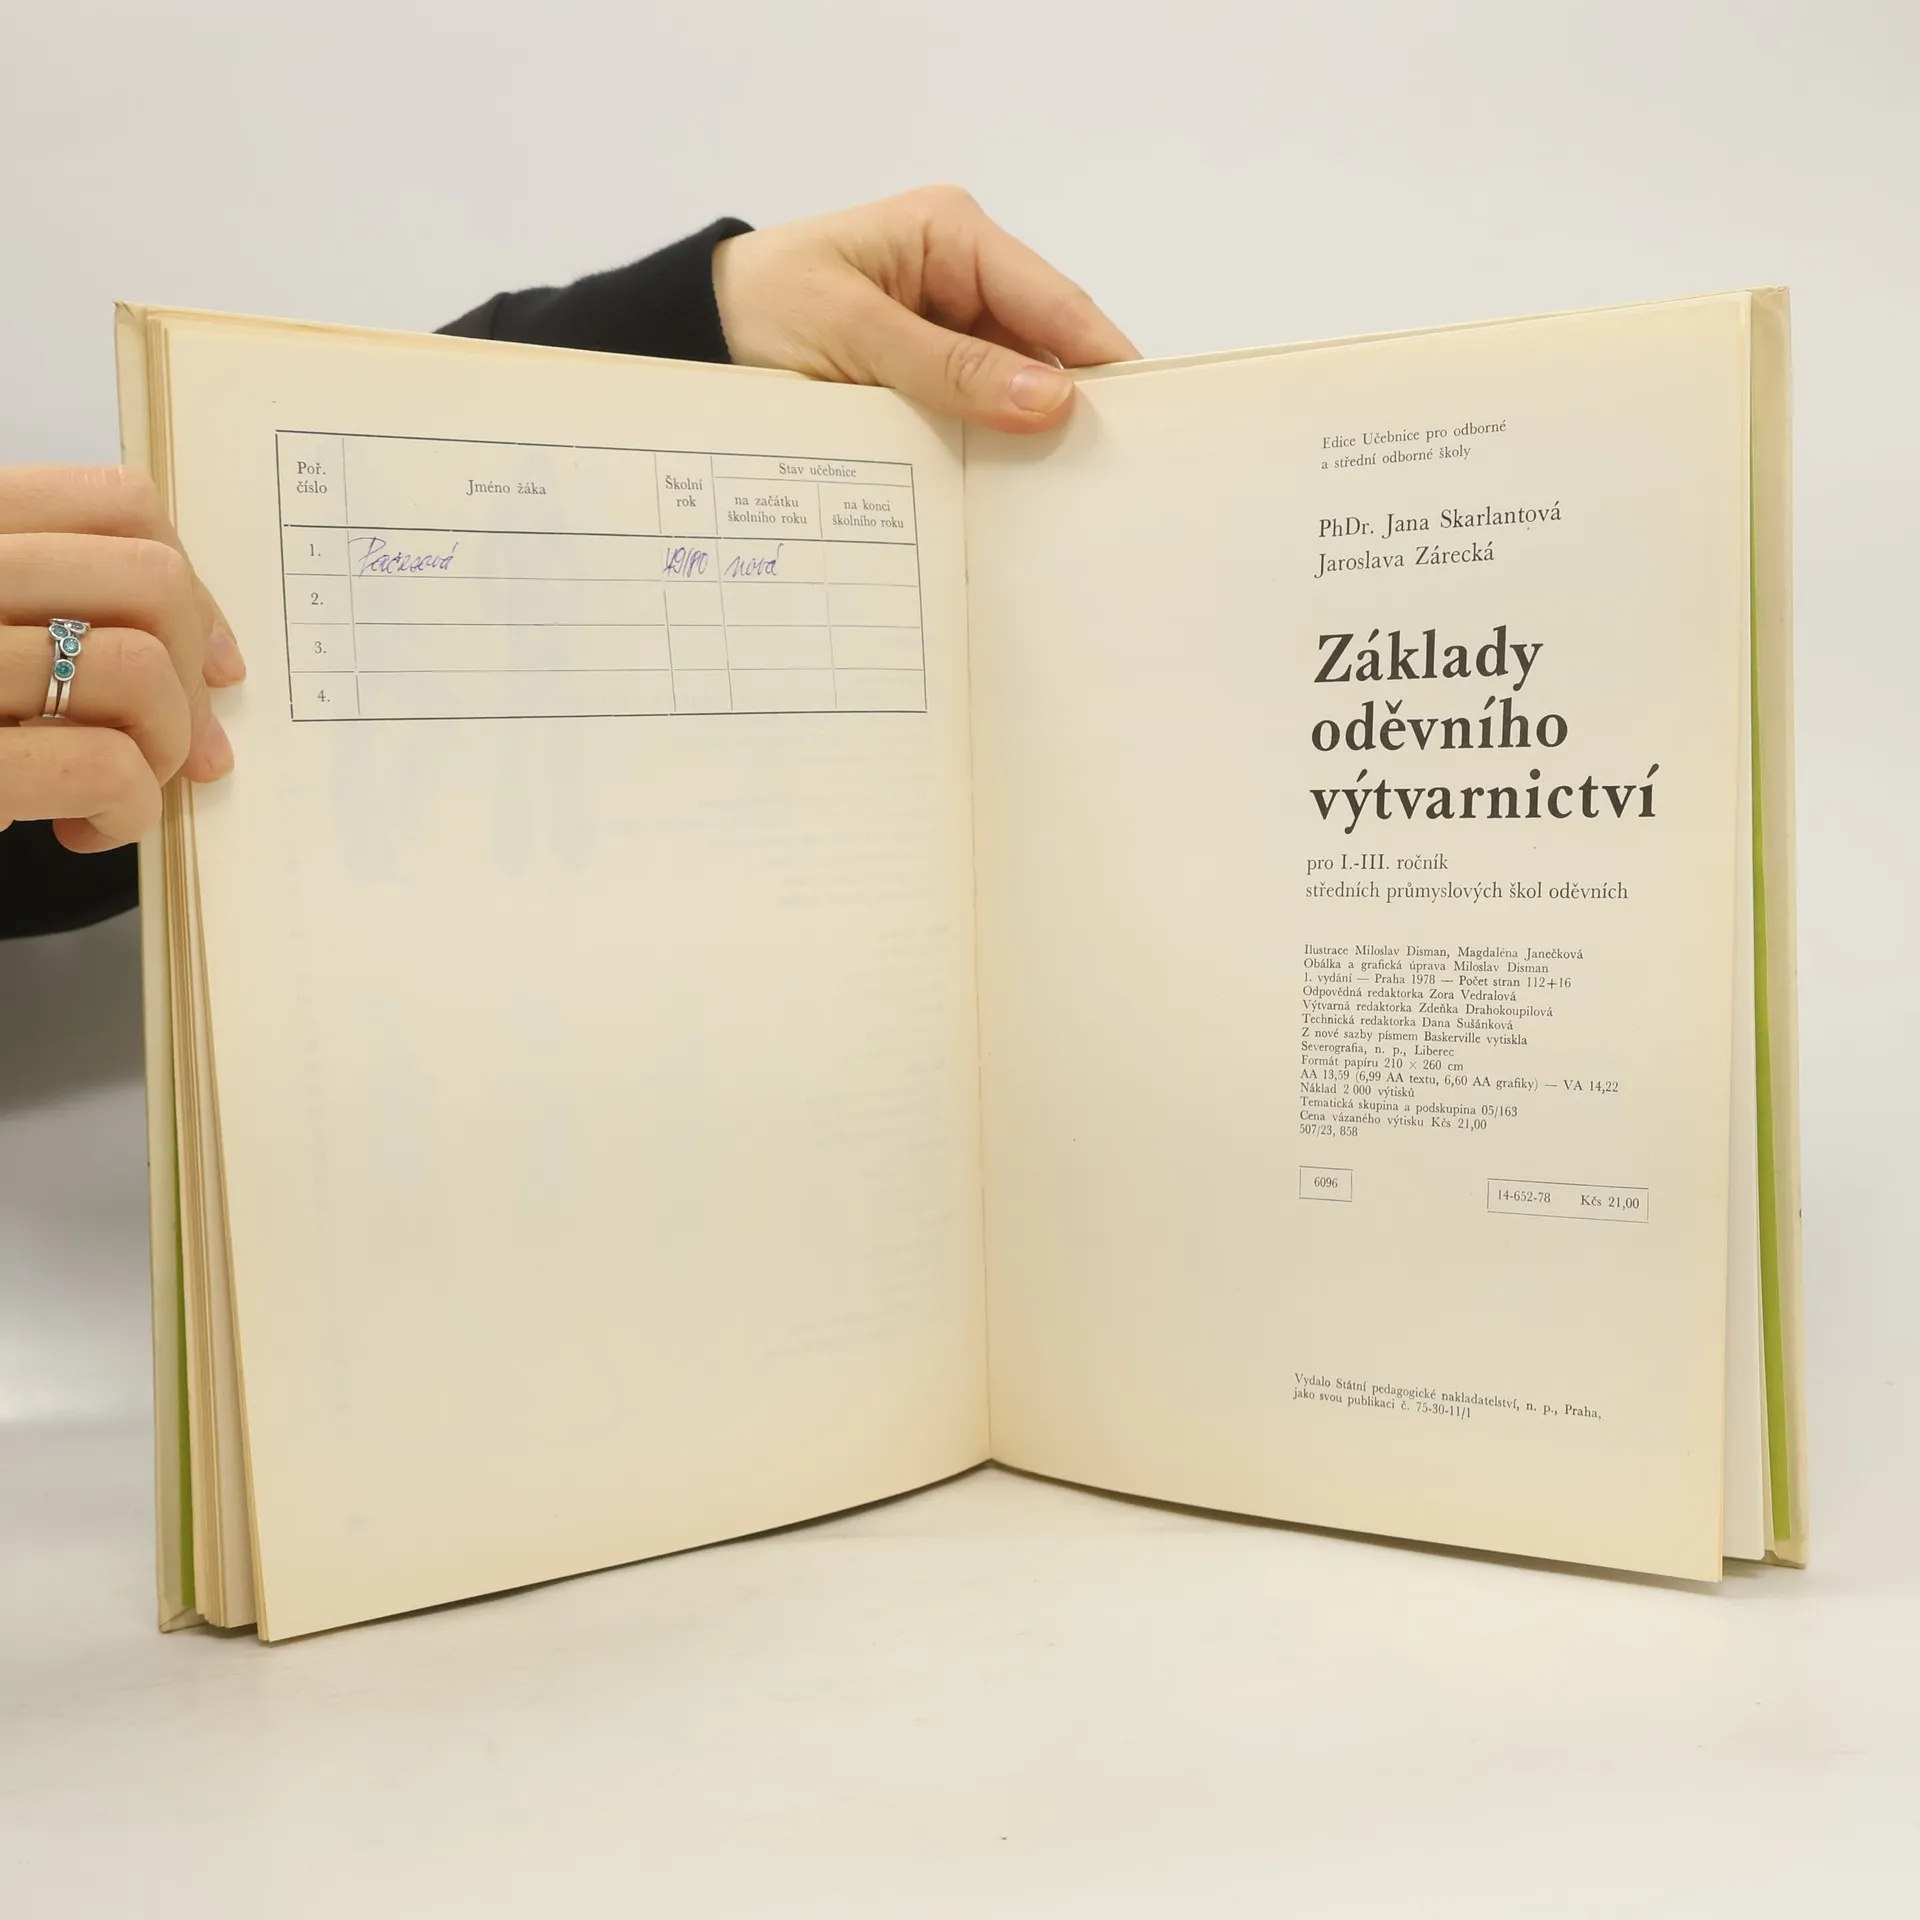 Poř. číslo
Jméno žáka
Školní rok
Stav učebnice
na začátku školního roku
na konci školního roku
1. 79/80 nová
2.
3.
4.
Edice Učebnice pro odborné
a střední odborné školy
PhDr. Jana Skarlantová
Jaroslava Zárecká
Základy
oděvního
výtvarnictví
pro I.-III. ročník
středních průmyslových škol oděvních
Ilustrace Miloslav Disman, Magdaléna Janečková
Obálka a grafická úprava Miloslav Disman
1. vydání — Praha 1978 — Počet stran 112+16
Odpovědná redaktorka Zora Vedralová
Výtvarná redaktorka Zdeňka Drahokoupilová
Technická redaktorka Dana Sušánková
Z nové sazby písmem Baskerville vytiskla
Severografia, n. p., Liberec
Formát papíru 210 × 260 cm
AA 13,59 (6,99 AA textu, 6,60 AA grafiky) — VA 14,22
Náklad 2 000 výtisků
Tematická skupina a podskupina 05/163
Cena vázaného výtisku Kčs 21,00
507/23, 858
6096
14-652-78 Kčs 21,00
Vydalo Státní pedagogické nakladatelství, n. p., Praha,
jako svou publikaci č. 75-30-11/1